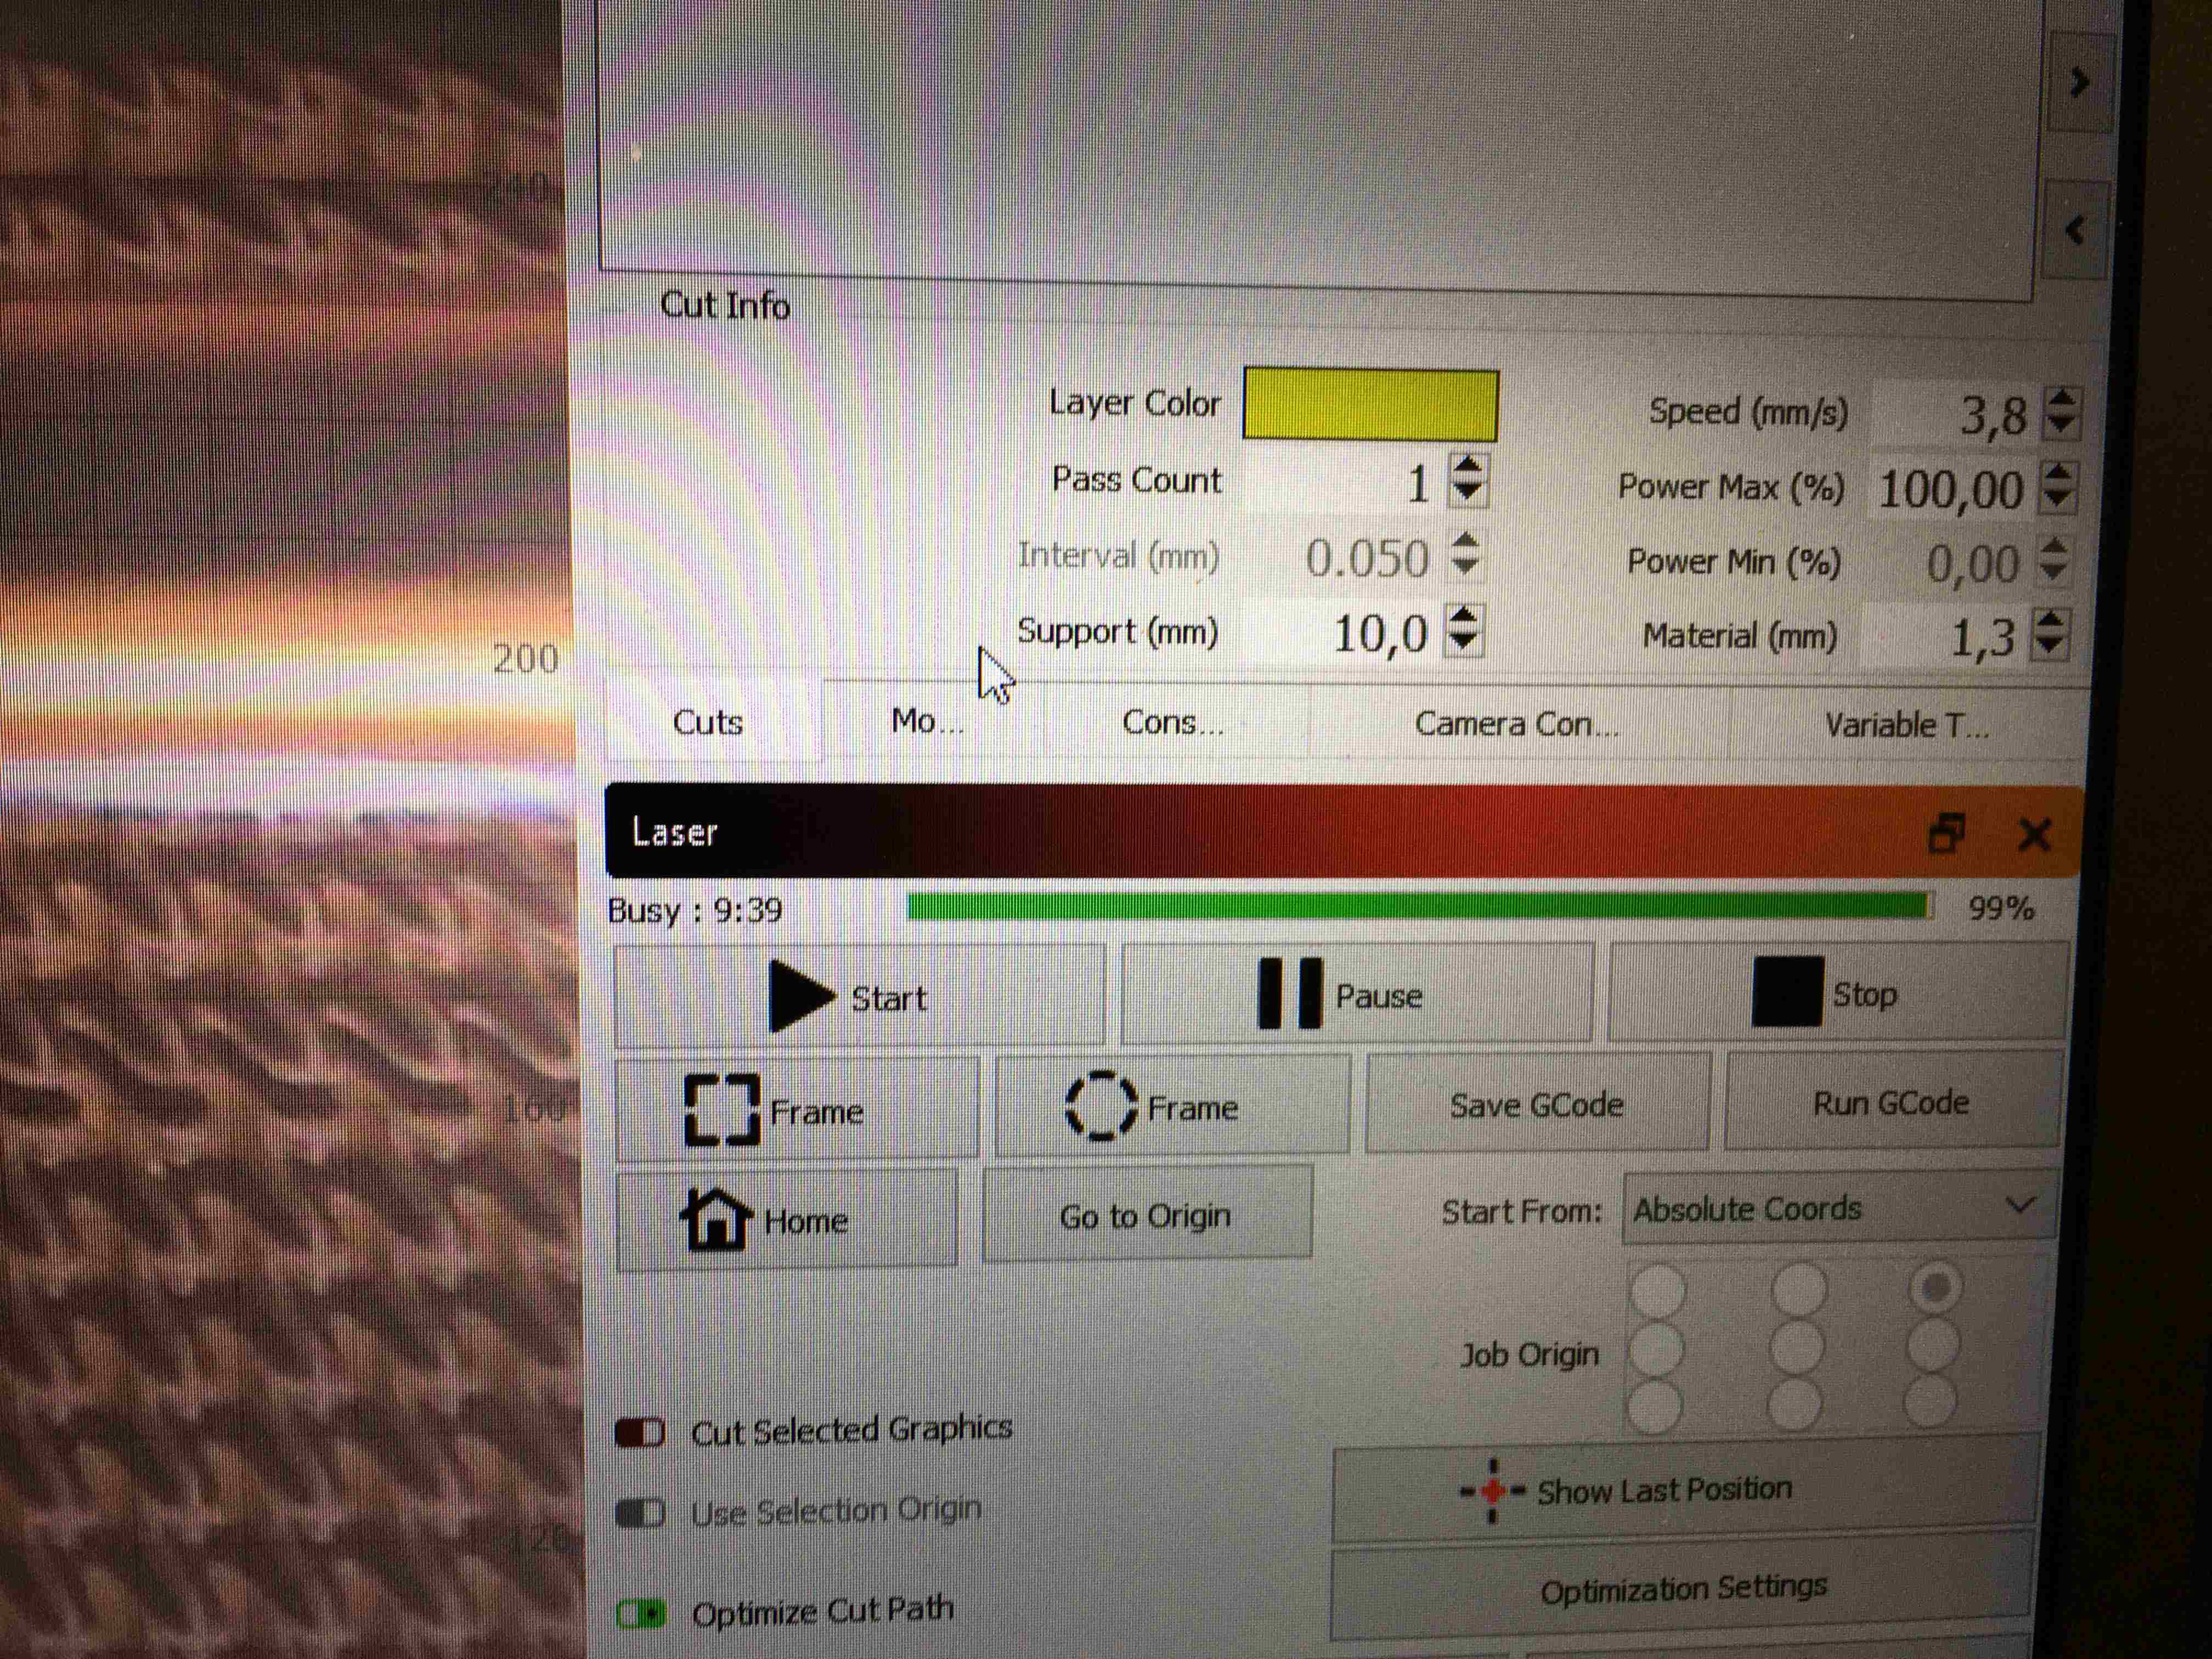 240
>
<
Cut Info
Layer Color
Speed (mm/s) 3,8
Pass Count 1
Power Max (%) 100,00
Interval (mm) 0.050
Power Min (%) 0,00
Support (mm) 10,0
Material (mm) 1,3
200
Cuts Mo... Cons... Camera Con... Variable T...
Laser
Busy : 9:39 99%
Start Pause Stop
Frame Frame Save GCode Run GCode
160
Home Go to Origin Start From: Absolute Coords
Job Origin
Cut Selected Graphics
Show Last Position
Use Selection Origin
120
Optimization Settings
Optimize Cut Path